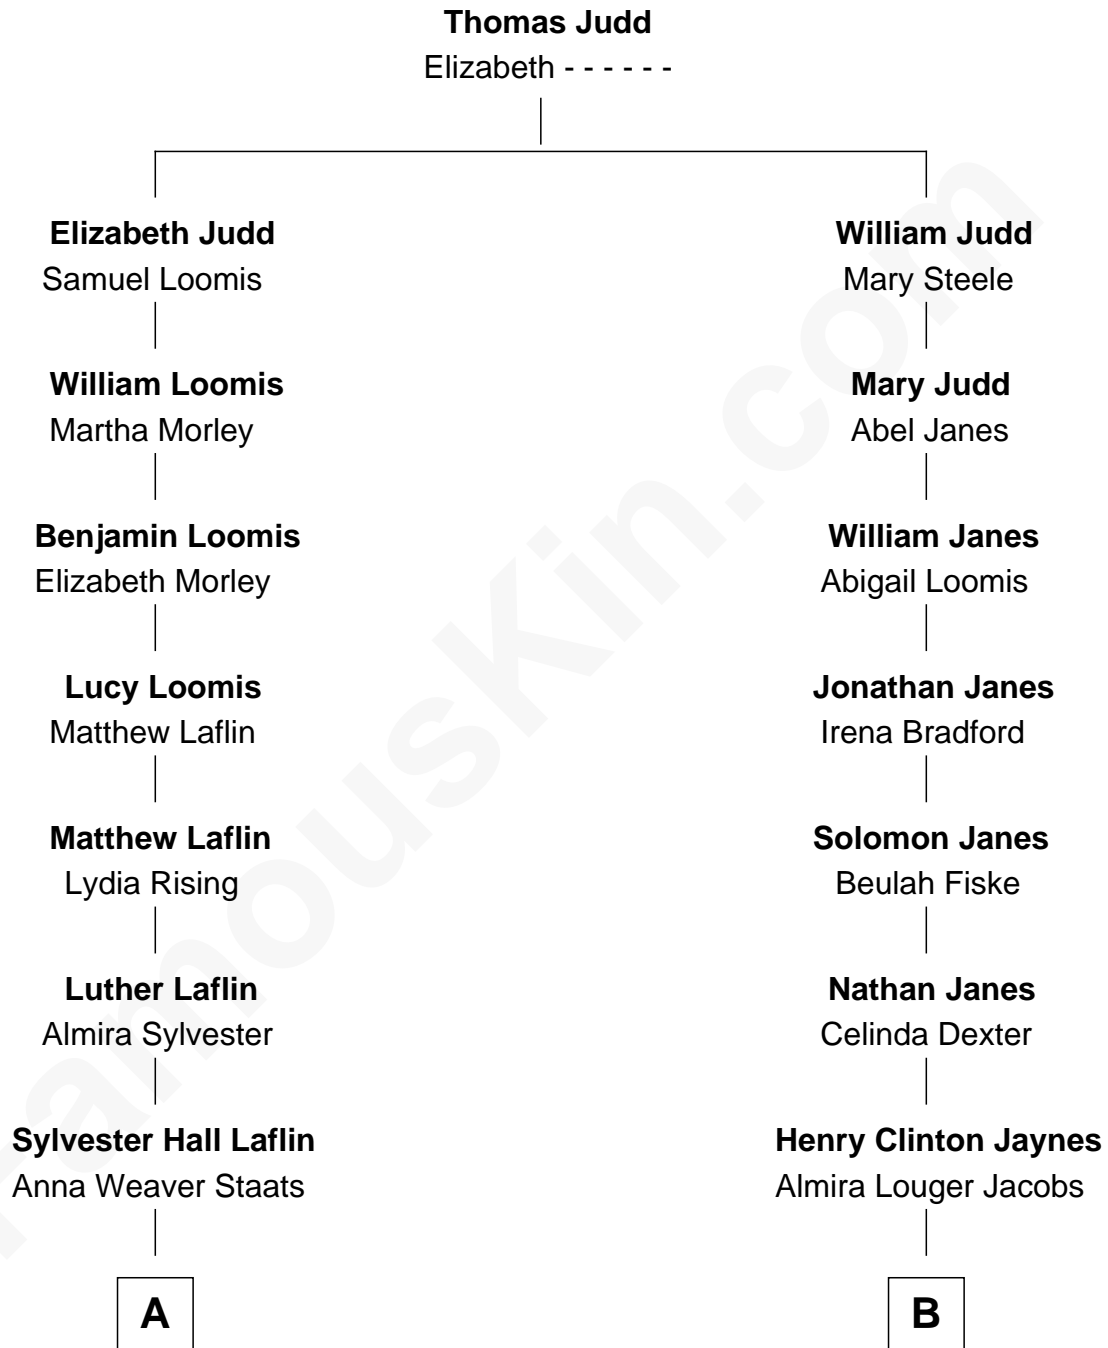 Thomas Judd
Elizabeth - - - - - -
Elizabeth Judd
Samuel Loomis
William Judd
Mary Steele
William Loomis
Martha Morley
Mary Judd
Abel Janes
Benjamin Loomis
Elizabeth Morley
William Janes
Abigail Loomis
Lucy Loomis
Matthew Laflin
Jonathan Janes
Irena Bradford
Matthew Laflin
Lydia Rising
Solomon Janes
Beulah Fiske
Luther Laflin
Almira Sylvester
Nathan Janes
Celinda Dexter
Sylvester Hall Laflin
Anna Weaver Staats
Henry Clinton Jaynes
Almira Louger Jacobs
A
B
FamousKin.com